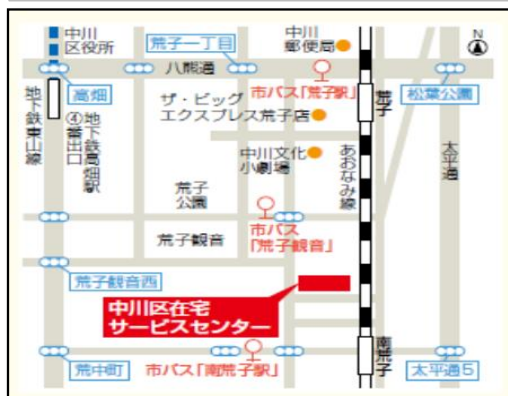 中川
区役所
荒子一丁目
中川
郵便局
N
高畑
八熊通
市バス「荒子駅」
荒子
松葉公園
地下鉄東山線
地下鉄高畑駅
④番出口
ザ・ビッグ
エクスプレス荒子店
中川文化
小劇場
あおなみ線
太平通
荒子
公園
市バス
「荒子観音」
荒子観音
荒子観音西
中川区在宅
サービスセンター
荒中町
市バス「南荒子駅」
南荒子
太平通5